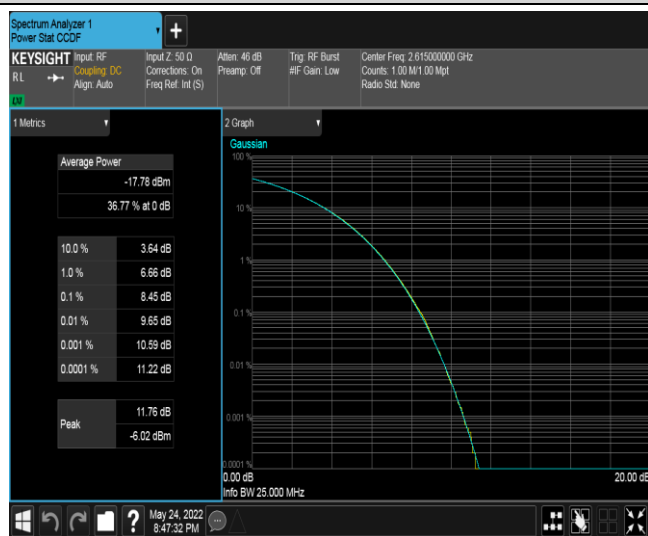 Spectrum Analyzer 1
Power Stat CCDF
+
KEYSIGHT
RL
LXI
Input: RF
Coupling: DC
Align: Auto
Input Z: 50 Ω
Corrections: On
Freq Ref: Int (S)
Atten: 46 dB
Preamp: Off
Trig: RF Burst
#IF Gain: Low
Center Freq: 2.615000000 GHz
Counts: 1.00 M/1.00 Mpt
Radio Std: None
1 Metrics
Average Power
-17.78 dBm
36.77 % at 0 dB
10.0 % 3.64 dB
1.0 % 6.66 dB
0.1 % 8.45 dB
0.01 % 9.65 dB
0.001 % 10.59 dB
0.0001 % 11.22 dB
Peak
11.76 dB
-6.02 dBm
2 Graph
Gaussian
100 %
10 %
1 %
0.1 %
0.01 %
0.001 %
0.0001 %
0.00 dB 20.00 dB
Info BW 25.000 MHz
?
May 24, 2022
8:47:32 PM